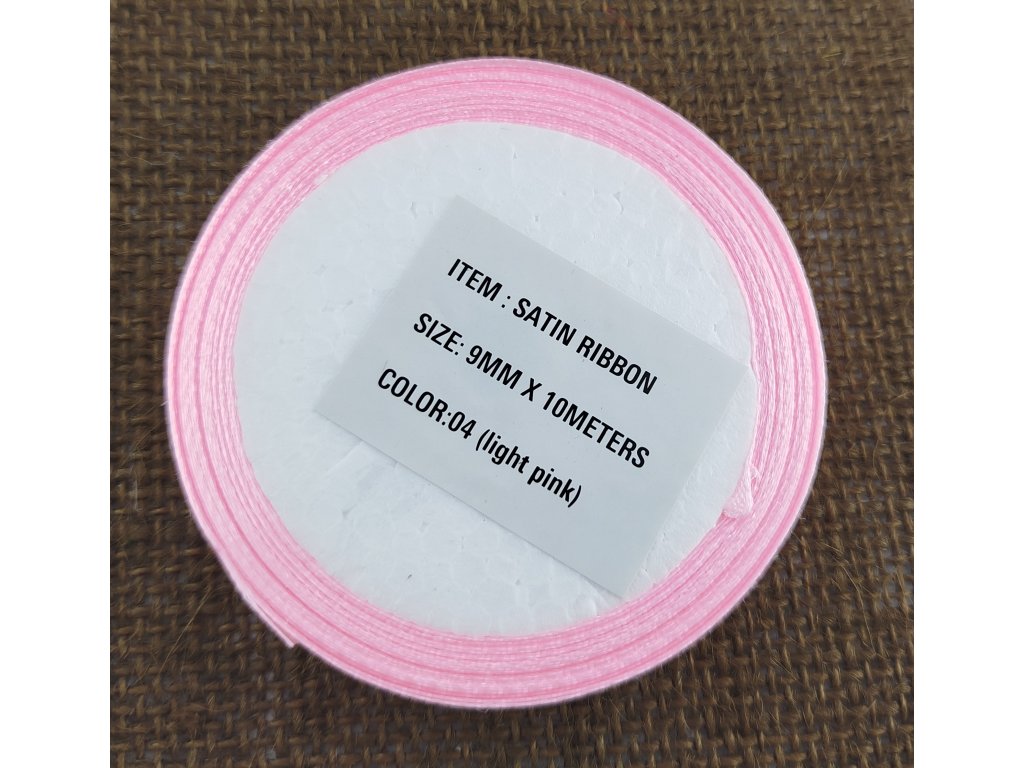 ITEM : SATIN RIBBON
SIZE: 9MM X 10METERS
COLOR:04 (light pink)